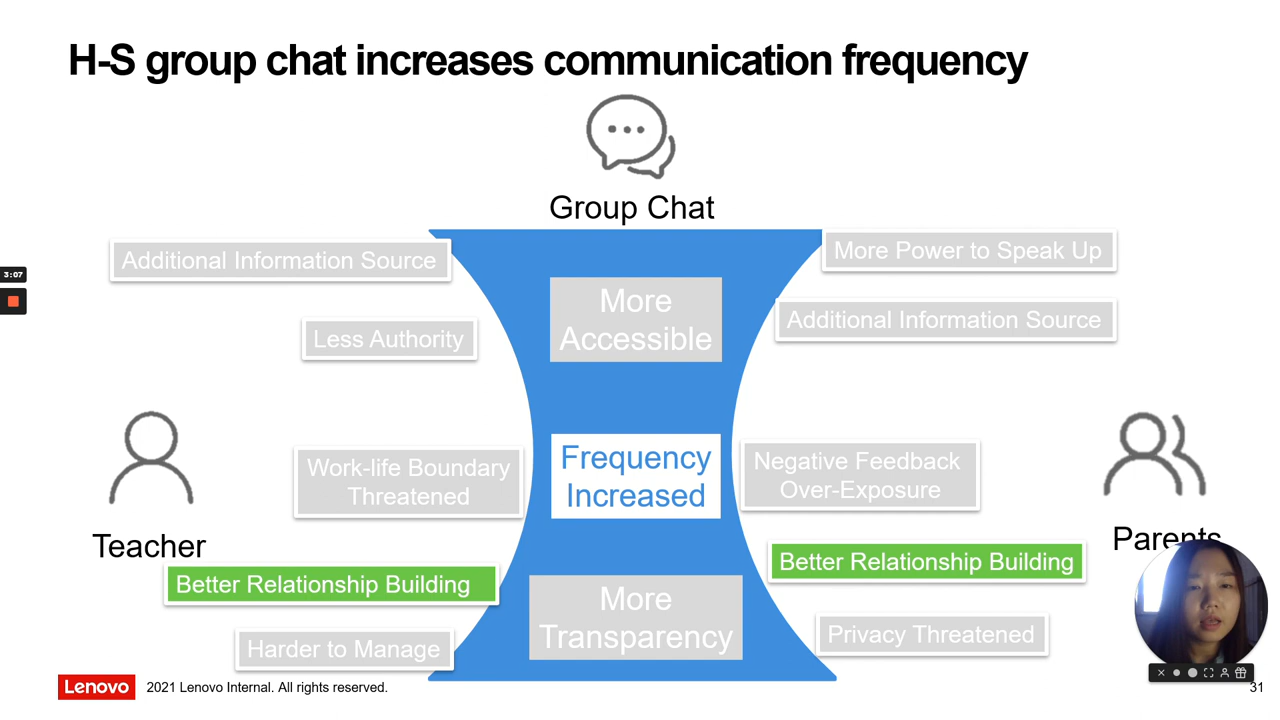 H-S group chat increases communication frequency
Group Chat
Additional Information Source
More Power to Speak Up
More
Accessible
Additional Information Source
Less Authority
3:07
Frequency
Increased
Work-life Boundary
Threatened
Negative Feedback
Over-Exposure
Teacher
Parents
Better Relationship Building
Better Relationship Building
More
Transparency
Harder to Manage
Privacy Threatened
Lenovo
2021 Lenovo Internal. All rights reserved.
31